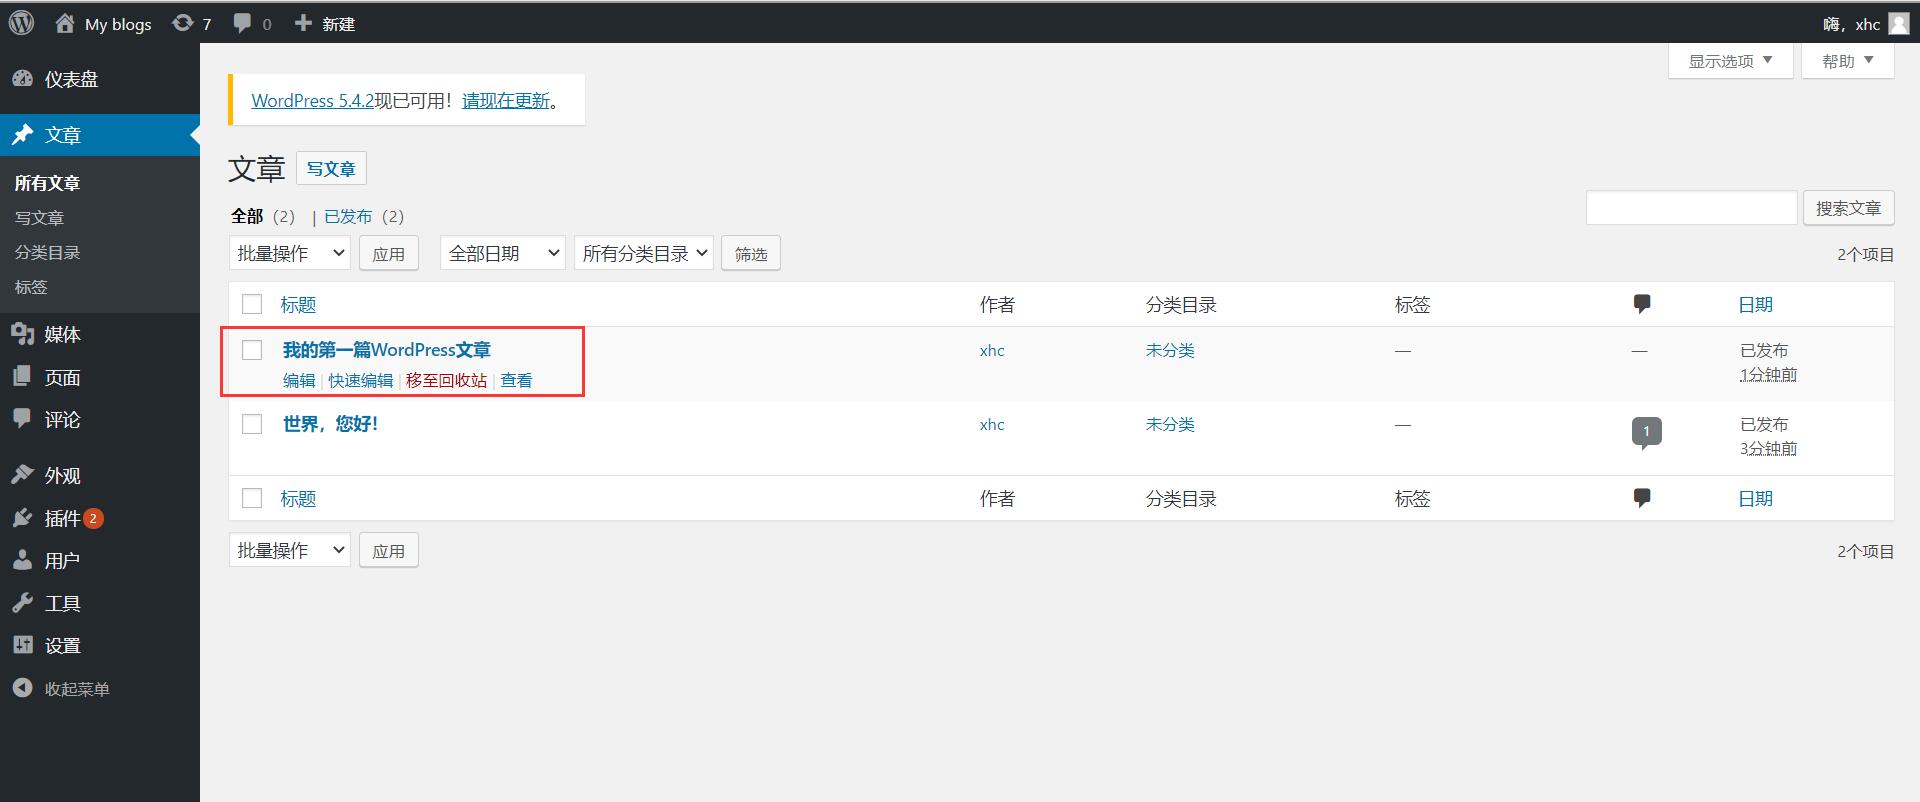 My blogs 7 0 新建 嗨，xhc
仪表盘
文章
所有文章
写文章
分类目录
标签
媒体
页面
评论
外观
插件 2
用户
工具
设置
收起菜单
显示选项 帮助
WordPress 5.4.2现已可用！请现在更新。
文章 写文章
全部（2） | 已发布（2）
搜索文章
批量操作 应用 全部日期 所有分类目录 筛选 2个项目
标题 作者 分类目录 标签 日期
我的第一篇WordPress文章 xhc 未分类 — — 已发布
编辑 | 快速编辑 | 移至回收站 | 查看 1分钟前
世界，您好！ xhc 未分类 — 1 已发布
3分钟前
标题 作者 分类目录 标签 日期
批量操作 应用 2个项目